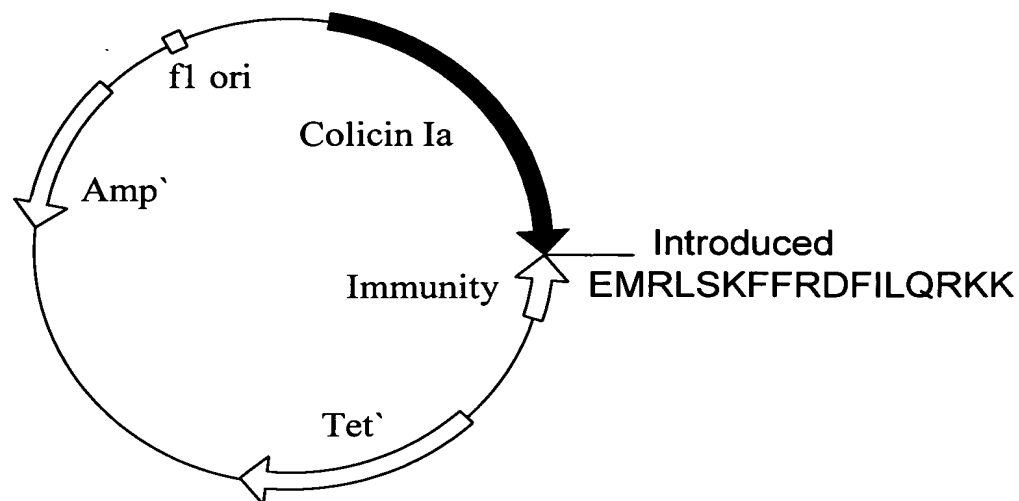 f1 ori
Colicin Ia
Amp`
Introduced
Immunity
EMRLSKFFRDFILQRKK
Tet`